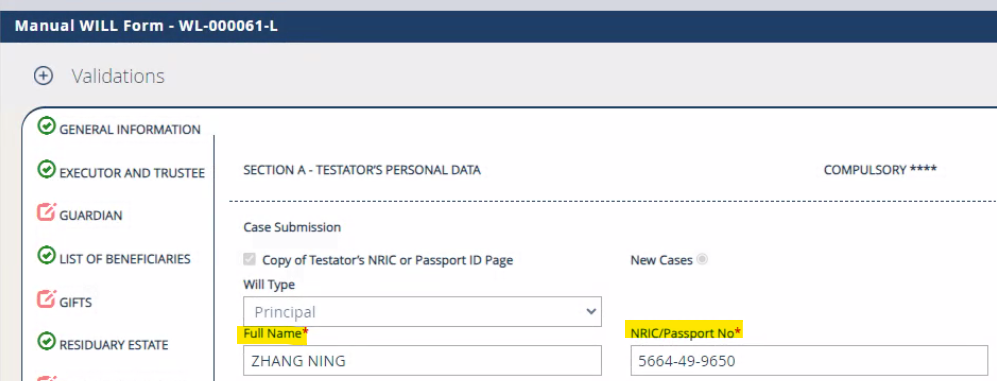 Manual WILL Form - WL-000061-L
Validations
GENERAL INFORMATION
EXECUTOR AND TRUSTEE
GUARDIAN
LIST OF BENEFICIARIES
GIFTS
RESIDUARY ESTATE
SECTION A - TESTATOR'S PERSONAL DATA COMPULSORY ****
Case Submission
Copy of Testator's NRIC or Passport ID Page New Cases
Will Type
Principal
Full Name* NRIC/Passport No*
ZHANG NING 5664-49-9650